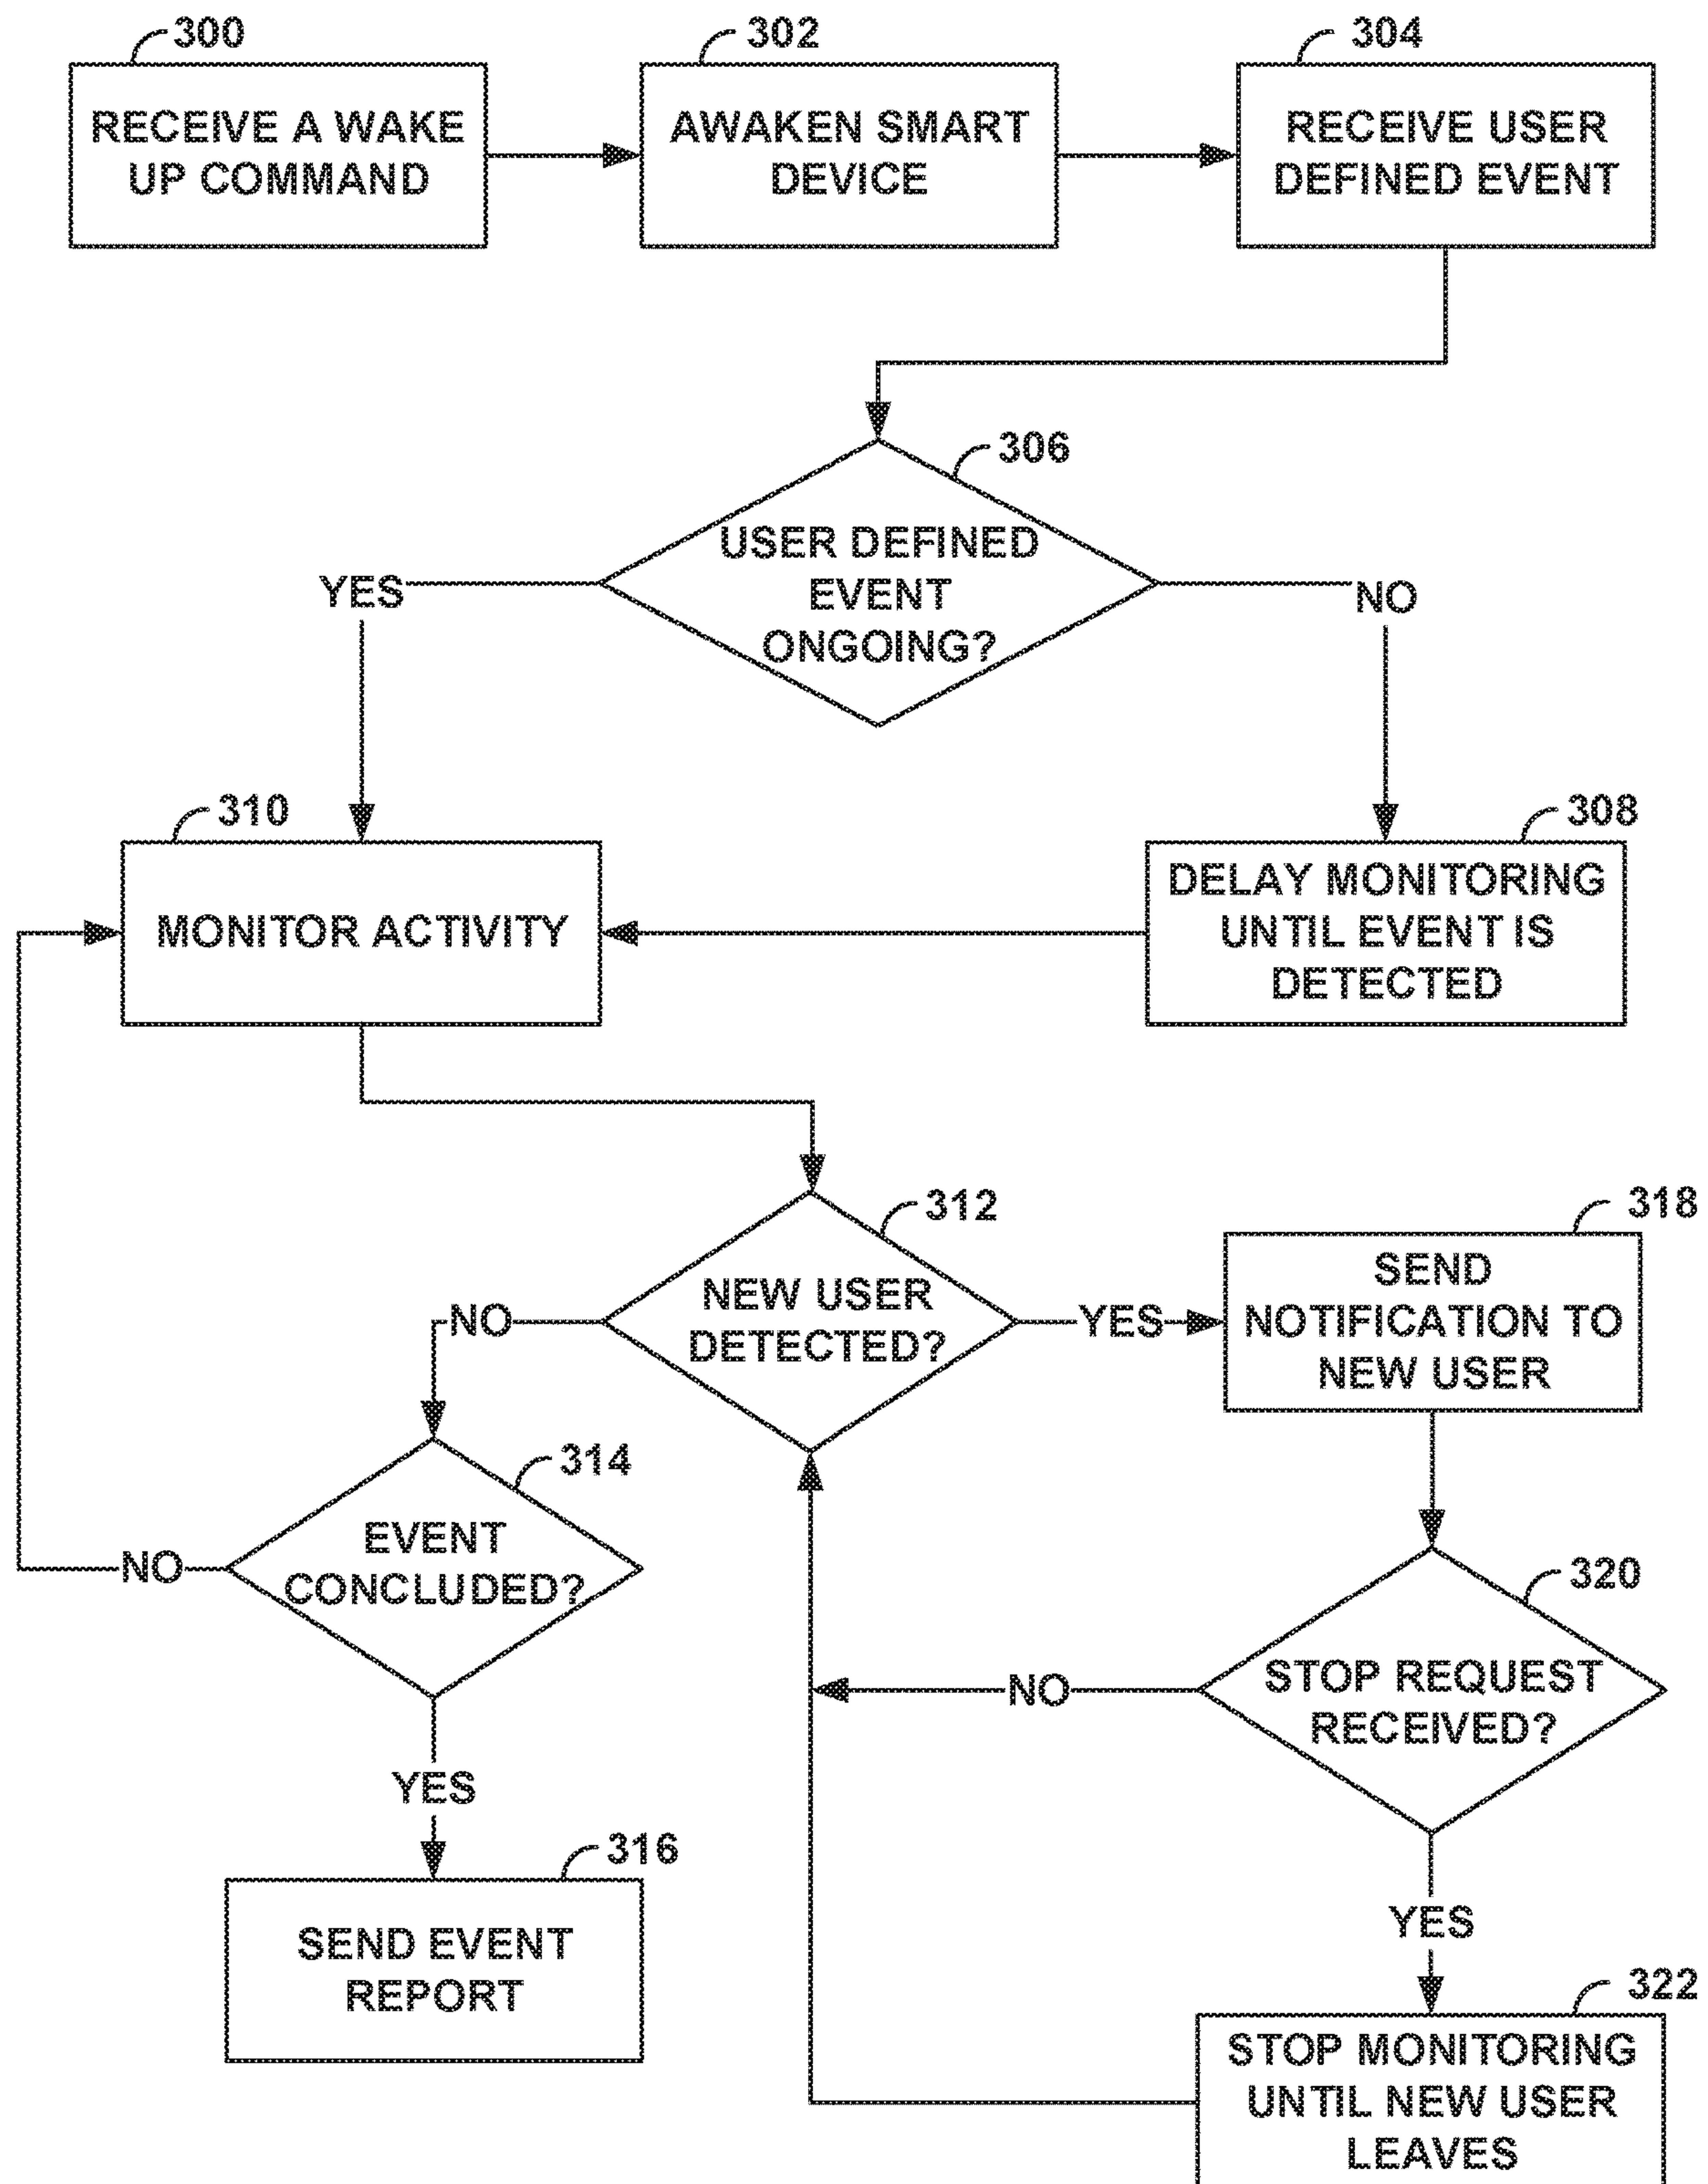 300
RECEIVE A WAKE
UP COMMAND
302
AWAKEN SMART
DEVICE
304
RECEIVE USER
DEFINED EVENT
306
USER DEFINED
EVENT
ONGOING?
YES
NO
310
MONITOR ACTIVITY
308
DELAY MONITORING
UNTIL EVENT IS
DETECTED
312
NEW USER
DETECTED?
NO
YES
318
SEND
NOTIFICATION TO
NEW USER
314
EVENT
CONCLUDED?
NO
YES
320
STOP REQUEST
RECEIVED?
NO
YES
316
SEND EVENT
REPORT
322
STOP MONITORING
UNTIL NEW USER
LEAVES